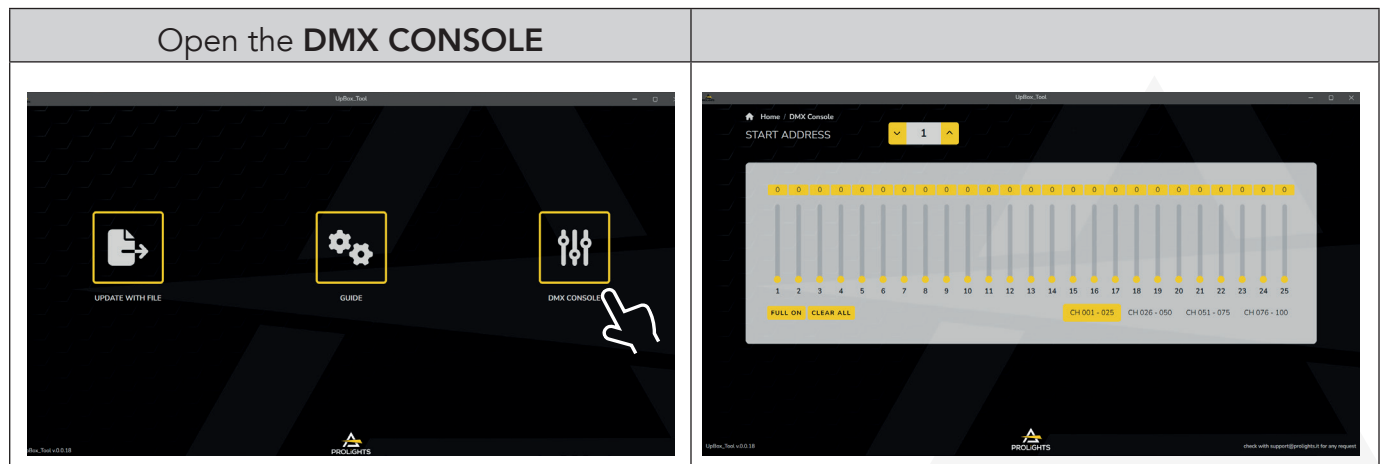 Open the DMX CONSOLE
UpBox_Tool
UPDATE WITH FILE
GUIDE
DMX CONSOLE
PROLIGHTS
UpBox_Tool v.0.0.18
UpBox_Tool
Home / DMX Console
START ADDRESS
1
0 0 0 0 0 0 0 0 0 0 0 0 0 0 0 0 0 0 0 0 0 0 0 0 0
1 2 3 4 5 6 7 8 9 10 11 12 13 14 15 16 17 18 19 20 21 22 23 24 25
FULL ON CLEAR ALL CH 001 - 025 CH 026 - 050 CH 051 - 075 CH 076 - 100
PROLIGHTS
UpBox_Tool v.0.0.18
check with support@prolights.it for any request